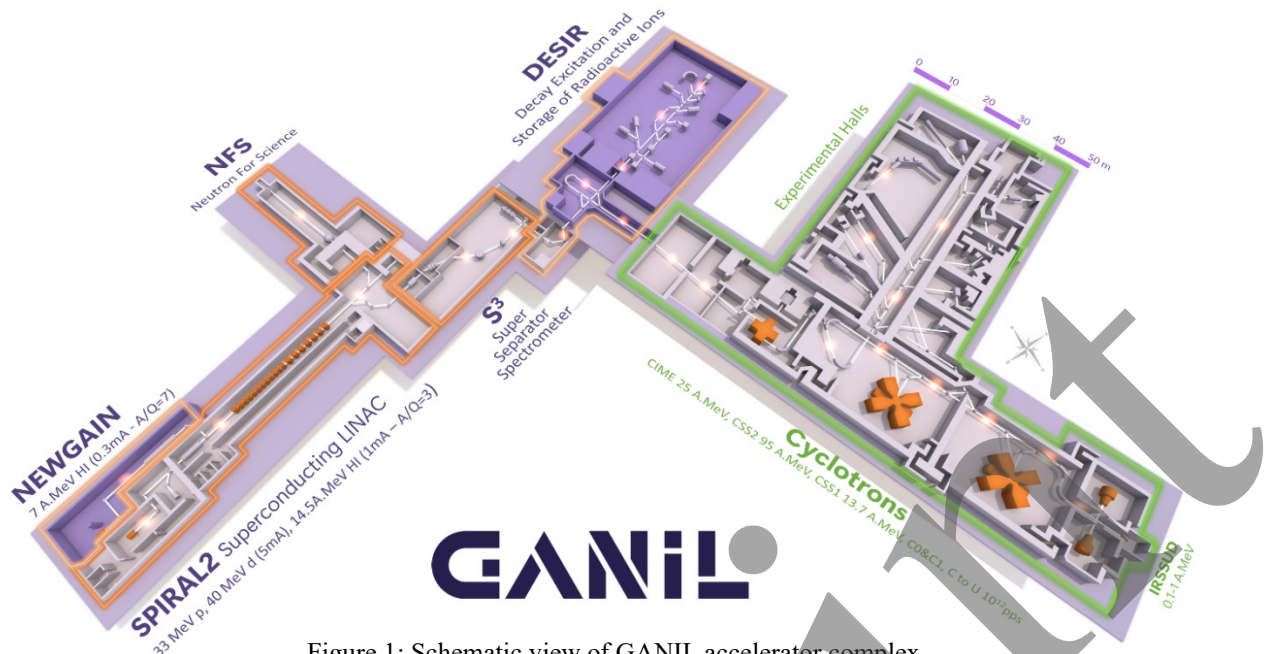 DESIR
Decay Excitation and
Storage of Radioactive Ions
NFS
Neutron For Science
0
10
20
30
40
50 m
Experimental Halls
S³
Super
Separator
Spectrometer
NEWGAIN
7 A.MeV HI (0.3mA - A/Q=7)
SPIRAL2 Superconducting LINAC
33 MeV p, 40 MeV d (5mA), 14.5A.MeV HI (1mA – A/Q=3)
Cyclotrons
CIME 25 A.MeV, CSS2 95 A.MeV, CSS1 13.7 A.MeV, C0&C1, C to U 10¹²pps
IRSSUD
0.1-1 A.MeV
GANiL
Figure 1: Schematic view of GANIL accelerator complex